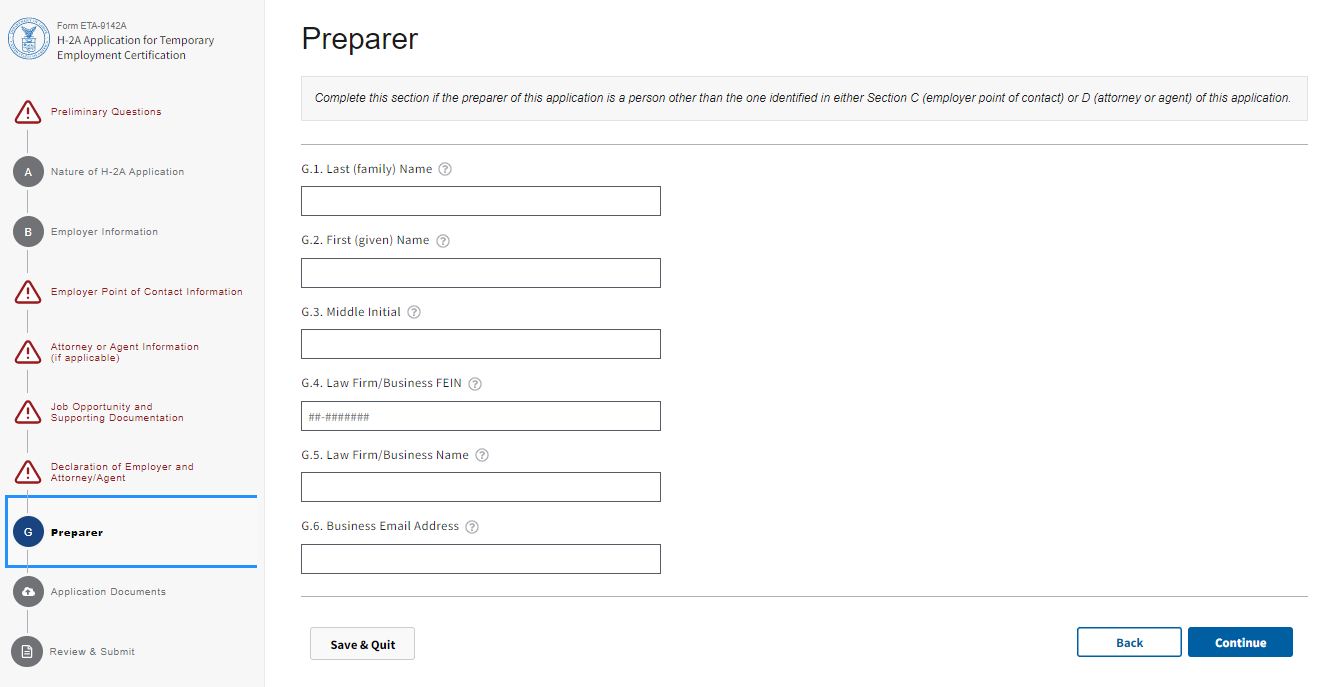 Form ETA-9142A
H-2A Application for Temporary
Employment Certification
Preliminary Questions
A
Nature of H-2A Application
B
Employer Information
Employer Point of Contact Information
Attorney or Agent Information
(if applicable)
Job Opportunity and
Supporting Documentation
Declaration of Employer and
Attorney/Agent
G
Preparer
Application Documents
Review & Submit
Preparer
Complete this section if the preparer of this application is a person other than the one identified in either Section C (employer point of contact) or D (attorney or agent) of this application.
G.1. Last (family) Name ?
G.2. First (given) Name ?
G.3. Middle Initial ?
G.4. Law Firm/Business FEIN ?
##-#######
G.5. Law Firm/Business Name ?
G.6. Business Email Address ?
Save & Quit
Back
Continue